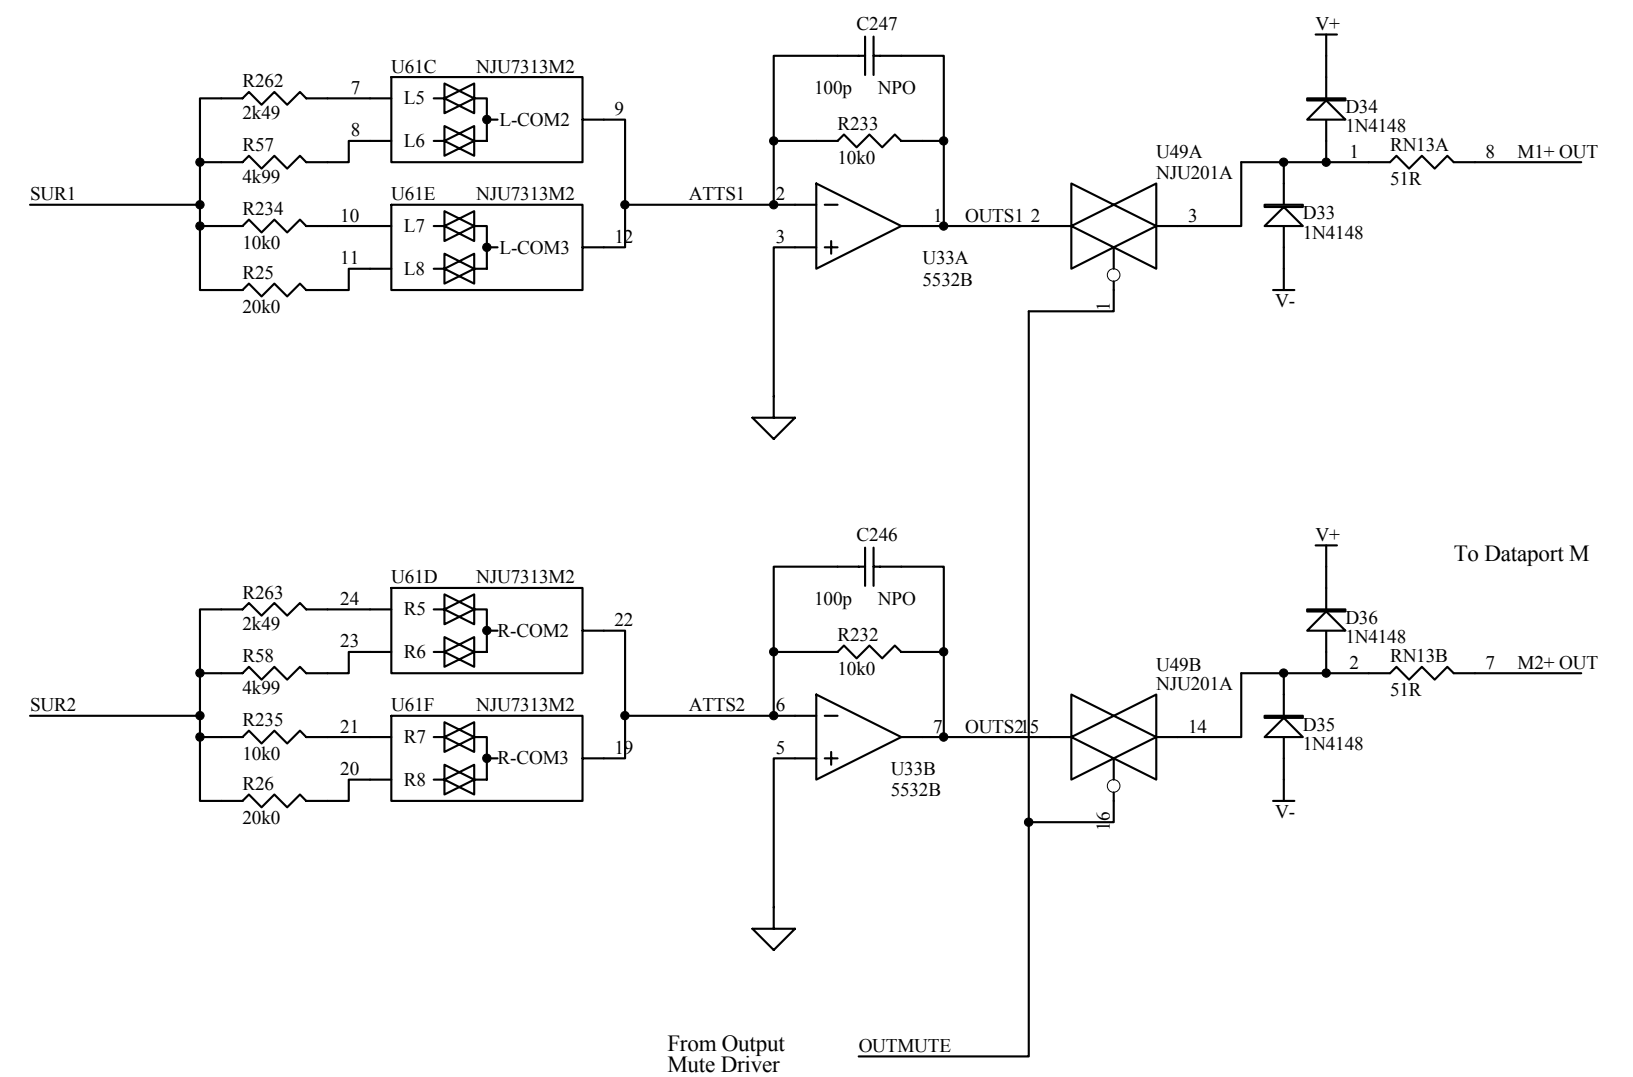 C247
100p NPO
R233
10k0
V+
D34
1N4148
U61C NJU7313M2
R262
2k49
7
L5
L-COM2
9
8
L6
R57
4k99
U49A
NJU201A
1
RN13A
51R
8
M1+ OUT
SUR1
U61E NJU7313M2
R234
10k0
10
L7
L-COM3
12
11
L8
R25
20k0
ATTS1
2
3
1
OUTS1 2
3
U33A
5532B
1
D33
1N4148
V-
C246
100p NPO
R232
10k0
V+
To Dataport M
D36
1N4148
U61D NJU7313M2
R263
2k49
24
R5
R-COM2
22
23
R6
R58
4k99
U49B
NJU201A
2
RN13B
51R
7
M2+ OUT
SUR2
U61F NJU7313M2
R235
10k0
21
R7
R-COM3
19
20
R8
R26
20k0
ATTS2
6
5
7
OUTS2 15
14
U33B
5532B
16
D35
1N4148
V-
From Output
Mute Driver
OUTMUTE